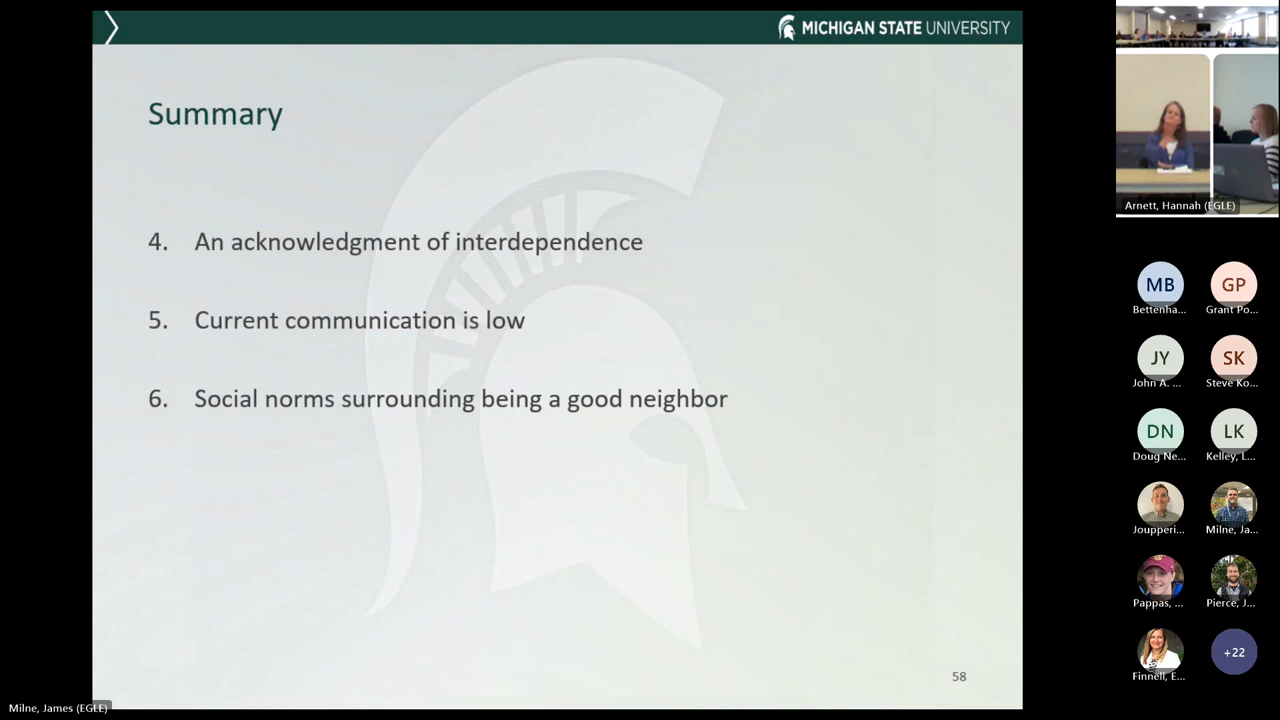 MICHIGAN STATE UNIVERSITY
Summary
4. An acknowledgment of interdependence
5. Current communication is low
6. Social norms surrounding being a good neighbor
58
Milne, James (EGLE)
Arnett, Hannah (EGLE)
MB
GP
Bettenha...
Grant Po...
JY
SK
John A. ...
Steve Ko...
DN
LK
Doug Ne...
Kelley, L...
Joupperi...
Milne, Ja...
Pappas, ...
Pierce, J...
Finnell, E...
+22